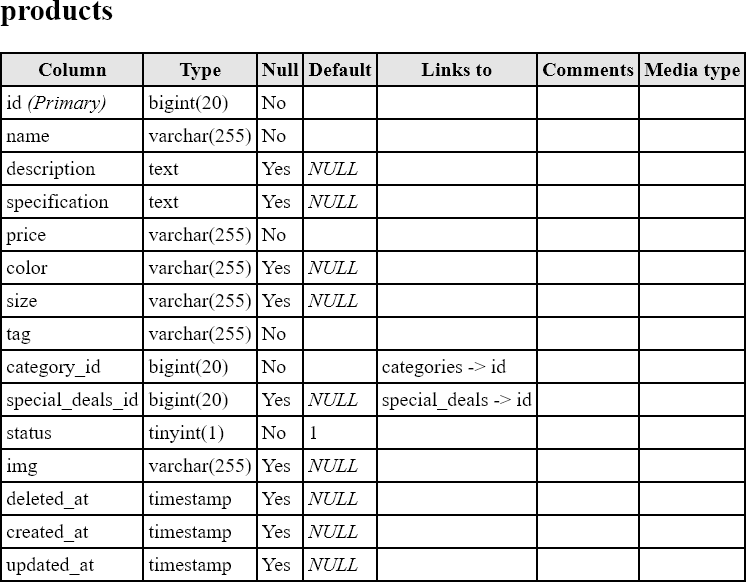 products
Column Type Null Default Links to Comments Media type
id (Primary) bigint(20) No
name varchar(255) No
description text Yes NULL
specification text Yes NULL
price varchar(255) No
color varchar(255) Yes NULL
size varchar(255) Yes NULL
tag varchar(255) No
category_id bigint(20) No categories -> id
special_deals_id bigint(20) Yes NULL special_deals -> id
status tinyint(1) No 1
img varchar(255) Yes NULL
deleted_at timestamp Yes NULL
created_at timestamp Yes NULL
updated_at timestamp Yes NULL